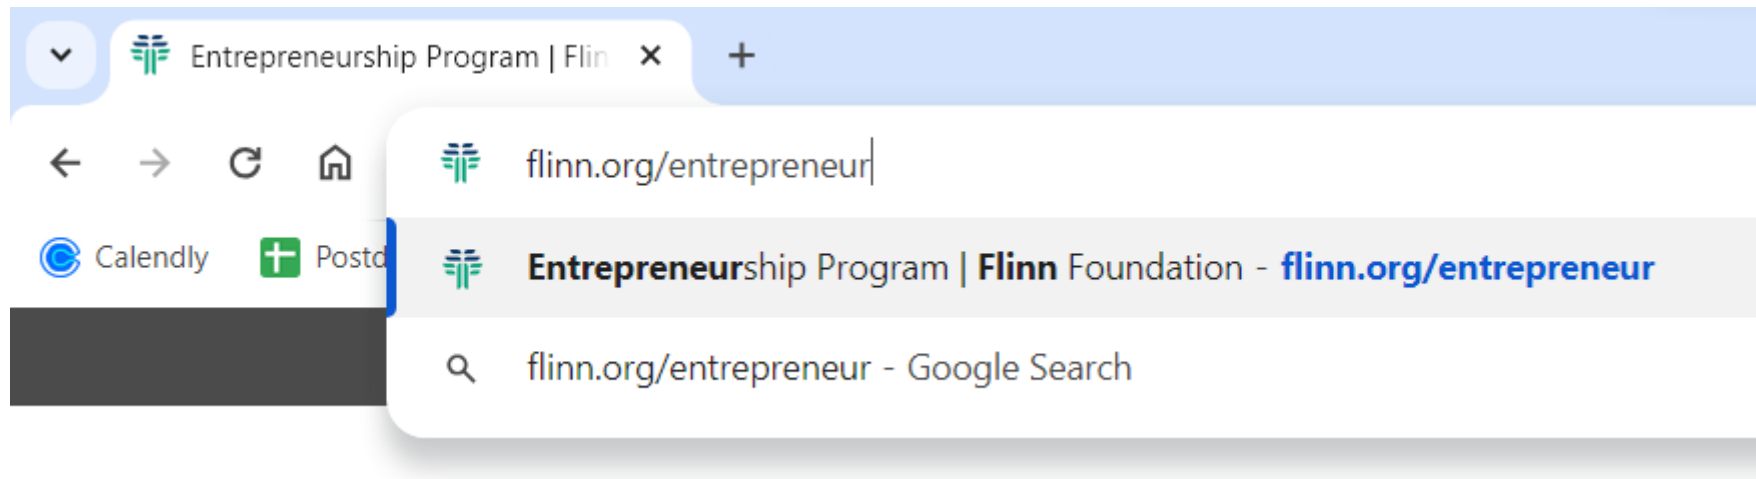 Entrepreneurship Program | Flin
flinn.org/entrepreneur
Calendly Postd
Entrepreneurship Program | Flinn Foundation - flinn.org/entrepreneur
flinn.org/entrepreneur - Google Search